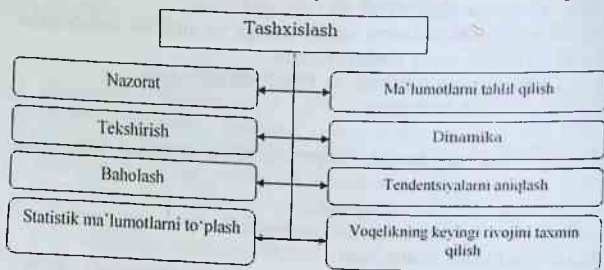 Tashxislash
Nazorat
Ma'lumotlarni tahlil qilish
Tekshirish
Dinamika
Baholash
Tendentsiyalarni aniqlash
Statistik ma'lumotlarni to‘plash
Voqelikning keyingi rivojini taxmin
qilish